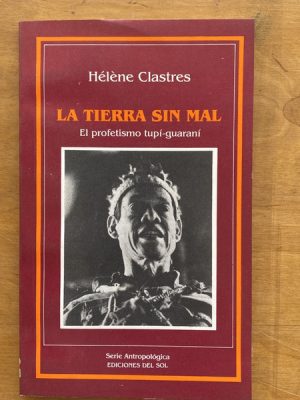 Hélène Clastres
LA TIERRA SIN MAL
El profetismo tupí-guaraní
Serie Antropológica
EDICIONES DEL SOL